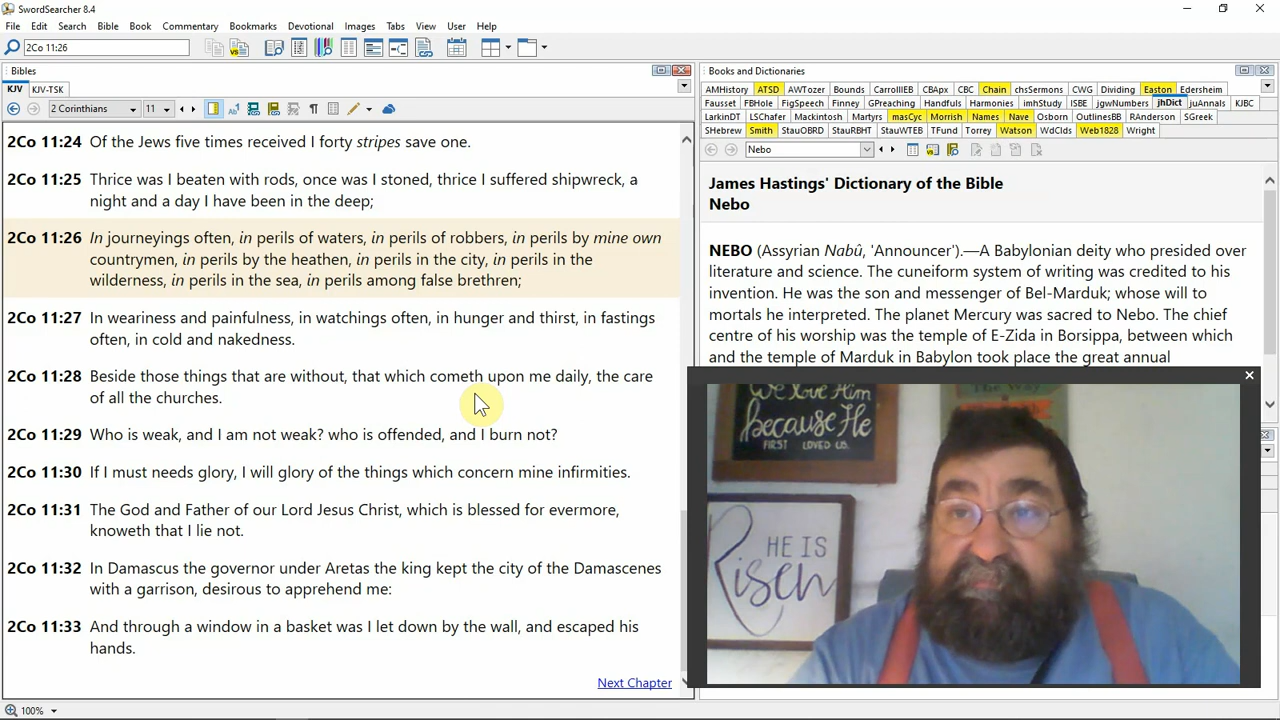 SwordSearcher 8.4
File Edit Search Bible Book Commentary Bookmarks Devotional Images Tabs View User Help
2Co 11:26
Bibles
KJV KJV-TSK
2 Corinthians 11
2Co 11:24 Of the Jews five times received I forty stripes save one.
2Co 11:25 Thrice was I beaten with rods, once was I stoned, thrice I suffered shipwreck, a
night and a day I have been in the deep;
2Co 11:26 In journeyings often, in perils of waters, in perils of robbers, in perils by mine own
countrymen, in perils by the heathen, in perils in the city, in perils in the
wilderness, in perils in the sea, in perils among false brethren;
2Co 11:27 In weariness and painfulness, in watchings often, in hunger and thirst, in fastings
often, in cold and nakedness.
2Co 11:28 Beside those things that are without, that which cometh upon me daily, the care
of all the churches.
2Co 11:29 Who is weak, and I am not weak? who is offended, and I burn not?
2Co 11:30 If I must needs glory, I will glory of the things which concern mine infirmities.
2Co 11:31 The God and Father of our Lord Jesus Christ, which is blessed for evermore,
knoweth that I lie not.
2Co 11:32 In Damascus the governor under Aretas the king kept the city of the Damascenes
with a garrison, desirous to apprehend me:
2Co 11:33 And through a window in a basket was I let down by the wall, and escaped his
hands.
Next Chapter
100%
Books and Dictionaries
AMHistory ATSD AWTozer Bounds CarrollEB CBApx CBC Chain chsSermons CWG Dividing Easton Edersheim
Fausset FBHole FigSpeech Finney GPreaching Handfuls Harmonies imhStudy ISBE jgwNumbers jhDict juAnnals KJBC
LarkinDT LSChafer Mackintosh Martyrs masCyc Morrish Names Nave Osborn OutlinesBB RAnderson SGreek
SHebrew Smith StauOBRD StauRBHT StauWTEB TFund Torrey Watson WdClds Web1828 Wright
Nebo
James Hastings' Dictionary of the Bible
Nebo
NEBO (Assyrian Nabû, 'Announcer').—A Babylonian deity who presided over
literature and science. The cuneiform system of writing was credited to his
invention. He was the son and messenger of Bel-Marduk; whose will to
mortals he interpreted. The planet Mercury was sacred to Nebo. The chief
centre of his worship was the temple of E-Zida in Borsippa, between which
and the temple of Marduk in Babylon took place the great annual
We love Him
because He
FIRST LOVED US.
HE IS
Risen